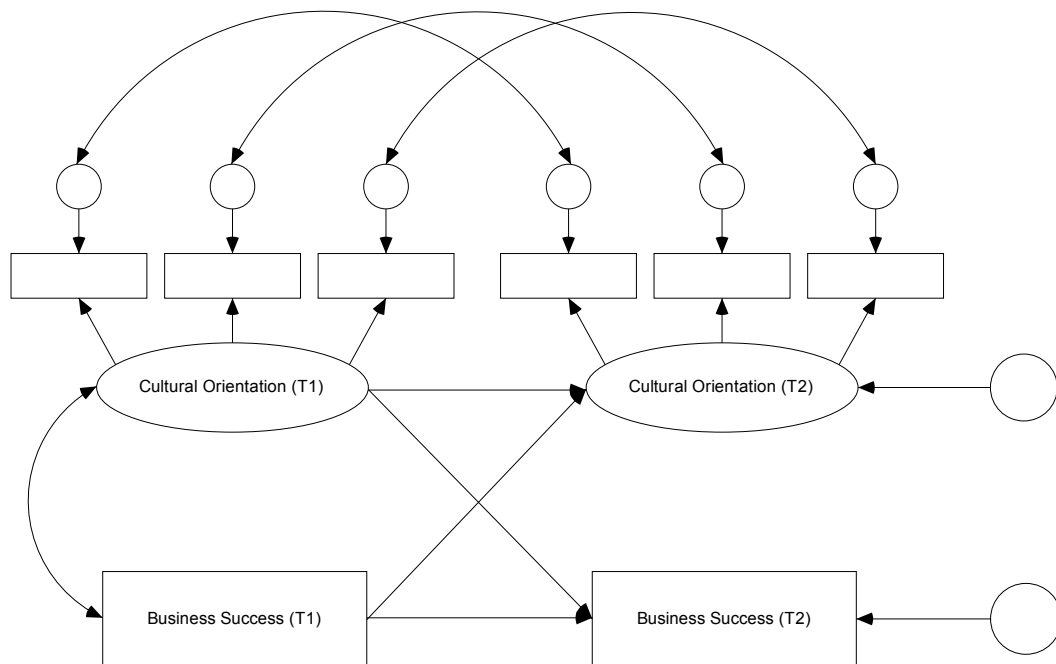 Cultural Orientation (T1)
Cultural Orientation (T2)
Business Success (T1)
Business Success (T2)